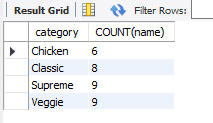 Result Grid Filter Rows:
category COUNT(name)
Chicken 6
Classic 8
Supreme 9
Veggie 9